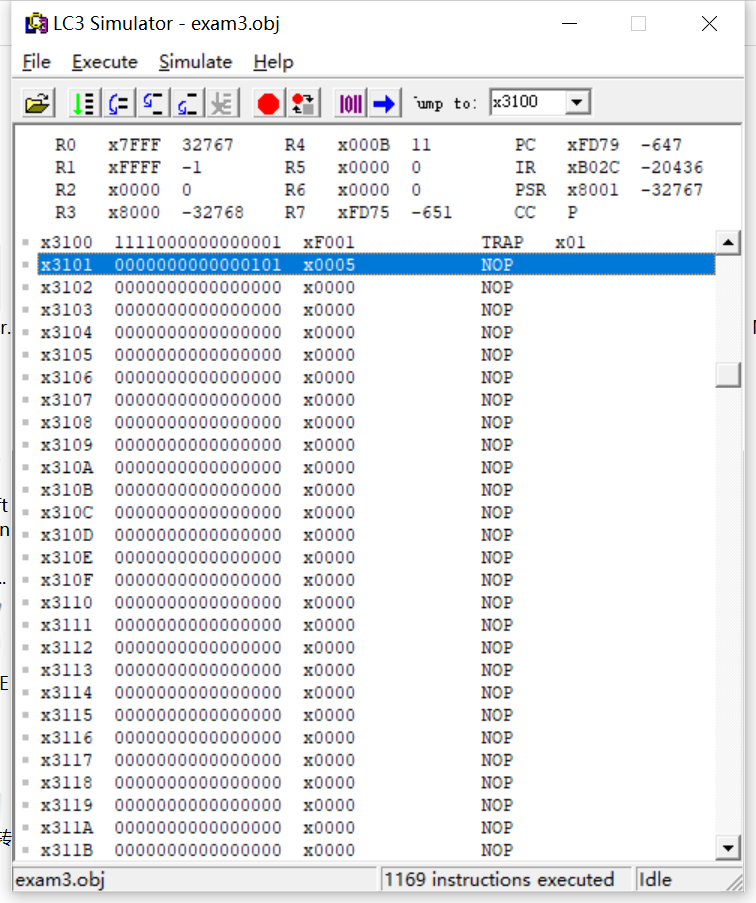 LC3 Simulator - exam3.obj
File Execute Simulate Help
Jump to: x3100
R0 x7FFF 32767 R4 x000B 11 PC xFD79 -647
R1 xFFFF -1 R5 x0000 0 IR xB02C -20436
R2 x0000 0 R6 x0000 0 PSR x8001 -32767
R3 x8000 -32768 R7 xFD75 -651 CC P
x3100 1111000000000001 xF001 TRAP x01
x3101 0000000000000101 x0005 NOP
x3102 0000000000000000 x0000 NOP
x3103 0000000000000000 x0000 NOP
x3104 0000000000000000 x0000 NOP
x3105 0000000000000000 x0000 NOP
x3106 0000000000000000 x0000 NOP
x3107 0000000000000000 x0000 NOP
x3108 0000000000000000 x0000 NOP
x3109 0000000000000000 x0000 NOP
x310A 0000000000000000 x0000 NOP
x310B 0000000000000000 x0000 NOP
x310C 0000000000000000 x0000 NOP
x310D 0000000000000000 x0000 NOP
x310E 0000000000000000 x0000 NOP
x310F 0000000000000000 x0000 NOP
x3110 0000000000000000 x0000 NOP
x3111 0000000000000000 x0000 NOP
x3112 0000000000000000 x0000 NOP
x3113 0000000000000000 x0000 NOP
x3114 0000000000000000 x0000 NOP
x3115 0000000000000000 x0000 NOP
x3116 0000000000000000 x0000 NOP
x3117 0000000000000000 x0000 NOP
x3118 0000000000000000 x0000 NOP
x3119 0000000000000000 x0000 NOP
x311A 0000000000000000 x0000 NOP
x311B 0000000000000000 x0000 NOP
exam3.obj 1169 instructions executed Idle